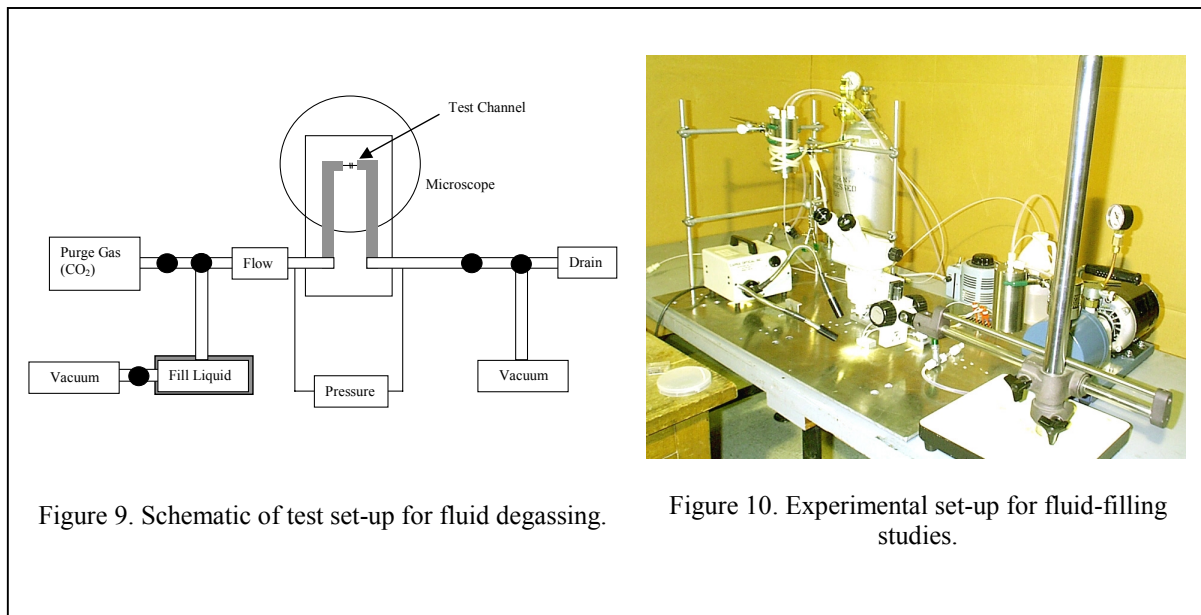 Test Channel
Microscope
Purge Gas
(CO₂)
Flow
Drain
Vacuum
Fill Liquid
Pressure
Vacuum
Figure 9. Schematic of test set-up for fluid degassing.
Figure 10. Experimental set-up for fluid-filling
studies.